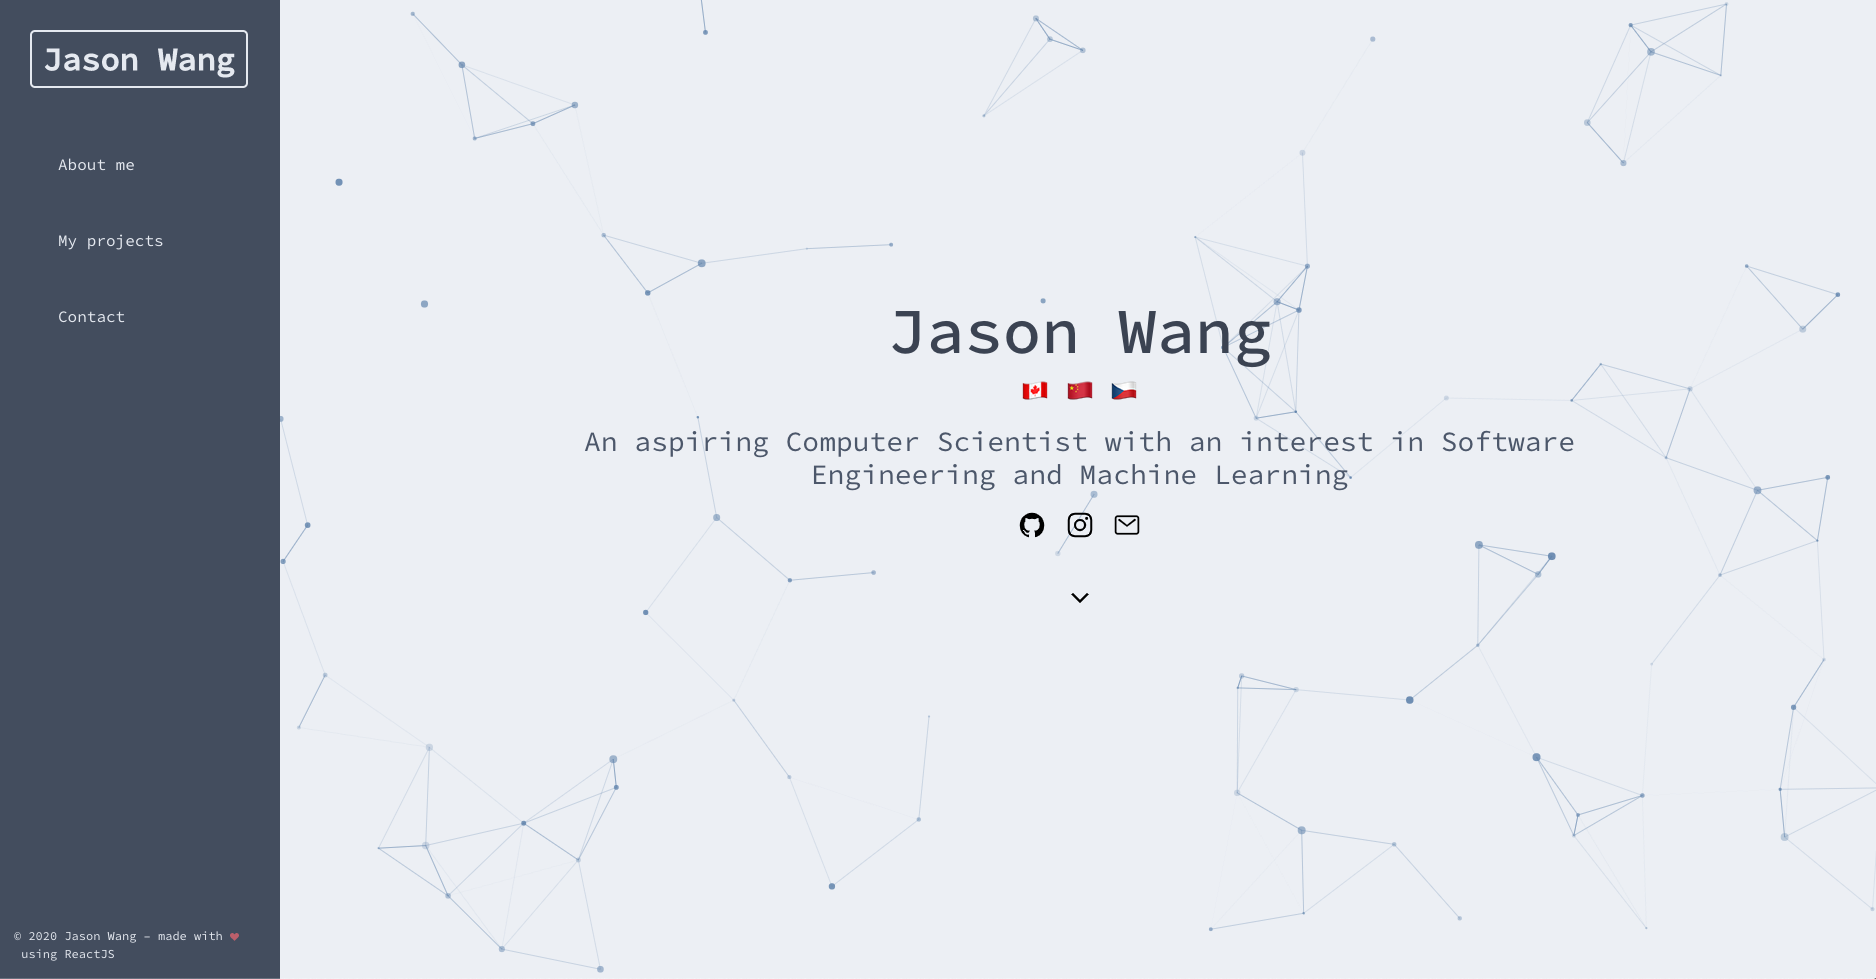 Jason Wang
About me
My projects
Contact
Jason Wang
An aspiring Computer Scientist with an interest in Software
Engineering and Machine Learning
© 2020 Jason Wang – made with ❤
using ReactJS